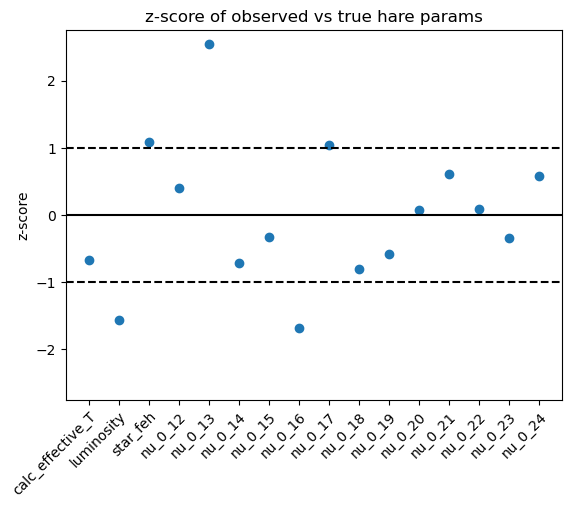 z-score of observed vs true hare params
z-score
2
1
0
−1
−2
calc_effective_T
luminosity
star_feh
nu_0_12
nu_0_13
nu_0_14
nu_0_15
nu_0_16
nu_0_17
nu_0_18
nu_0_19
nu_0_20
nu_0_21
nu_0_22
nu_0_23
nu_0_24